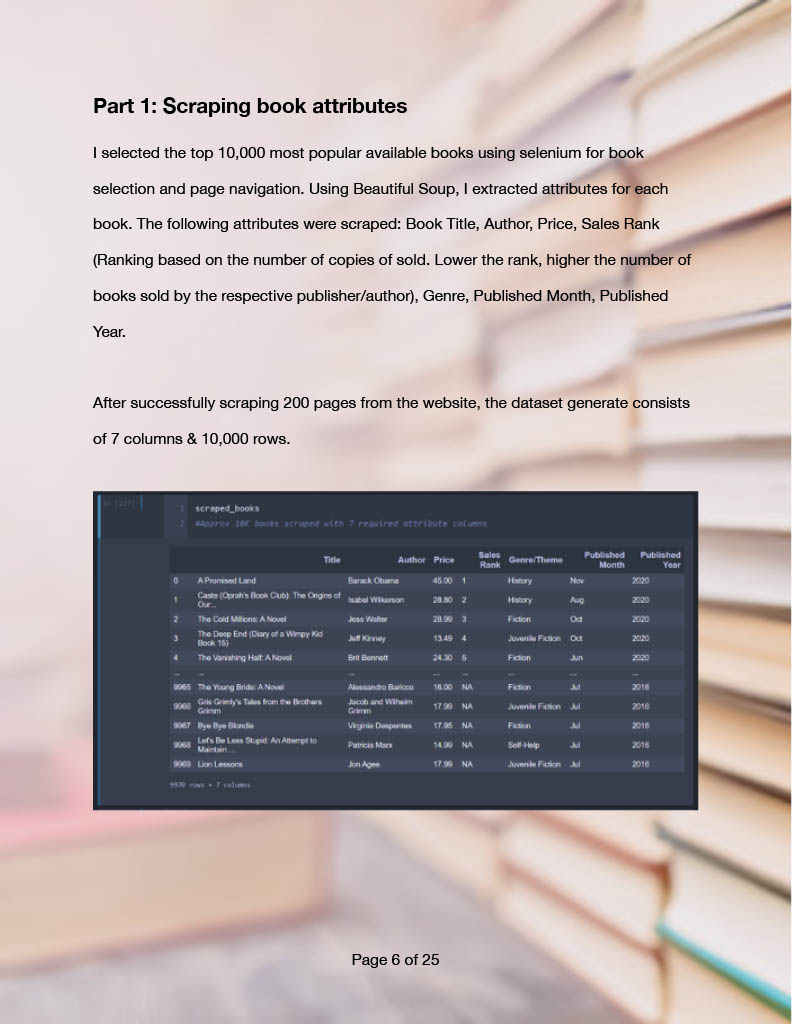 Part 1: Scraping book attributes
I selected the top 10,000 most popular available books using selenium for book
selection and page navigation. Using Beautiful Soup, I extracted attributes for each
book. The following attributes were scraped: Book Title, Author, Price, Sales Rank
(Ranking based on the number of copies of sold. Lower the rank, higher the number of
books sold by the respective publisher/author), Genre, Published Month, Published
Year.
After successfully scraping 200 pages from the website, the dataset generate consists
of 7 columns & 10,000 rows.
In [227]:
1 scraped_books
2 #Approx 10K books scraped with 7 required attribute columns
Title Author Price Sales Rank Genre/Theme Published Month Published Year
0 A Promised Land Barack Obama 45.00 1 History Nov 2020
1 Caste (Oprah's Book Club): The Origins of Our... Isabel Wilkerson 28.80 2 History Aug 2020
2 The Cold Millions: A Novel Jess Walter 28.99 3 Fiction Oct 2020
3 The Deep End (Diary of a Wimpy Kid Book 15) Jeff Kinney 13.49 4 Juvenile Fiction Oct 2020
4 The Vanishing Half: A Novel Brit Bennett 24.30 5 Fiction Jun 2020
... ... ... ... ... ... ... ...
9965 The Young Bride: A Novel Alessandro Baricco 16.00 NA Fiction Jul 2016
9966 Gris Grimly's Tales from the Brothers Grimm Jacob and Wilhelm Grimm 17.99 NA Juvenile Fiction Jul 2016
9967 Bye Bye Blondie Virginie Despentes 17.95 NA Fiction Jul 2016
9968 Let's Be Less Stupid: An Attempt to Maintain ... Patricia Marx 14.99 NA Self-Help Jul 2016
9969 Lion Lessons Jon Agee 17.99 NA Juvenile Fiction Jul 2016
9970 rows × 7 columns
Page 6 of 25